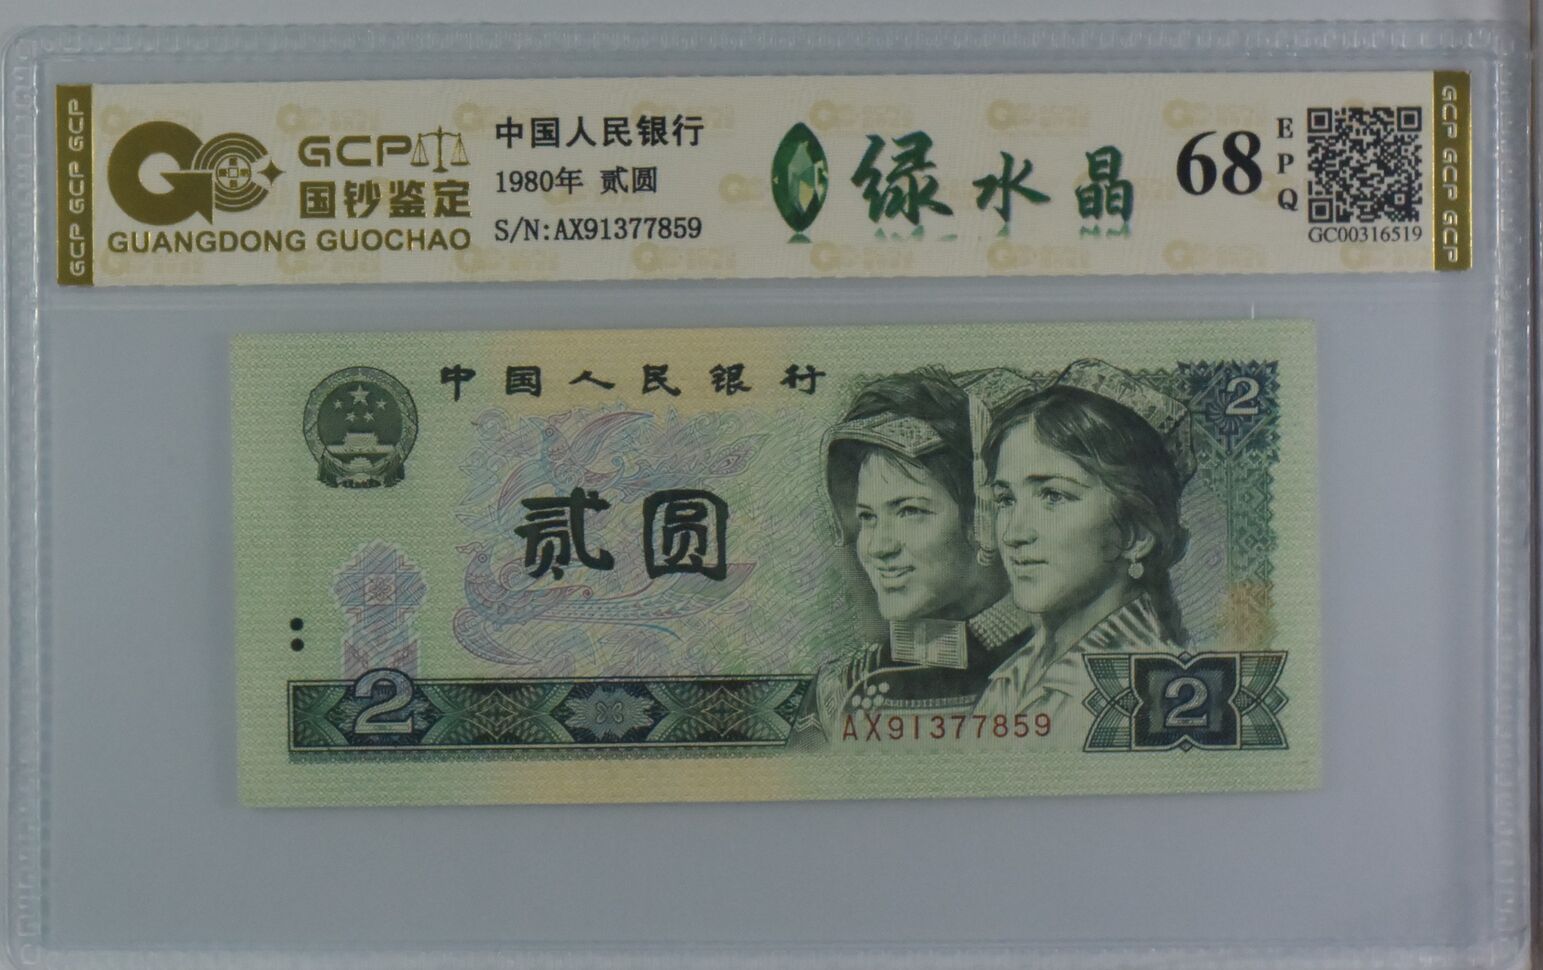 GCP GCP GCP
GCP
国钞鉴定
GUANGDONG GUOCHAO
中国人民银行
1980年 贰圆
S/N:AX91377859
绿水晶
68
EPQ
GC00316519
GCP GCP GCP
中国人民银行
2
贰圆
2
AX91377859
2